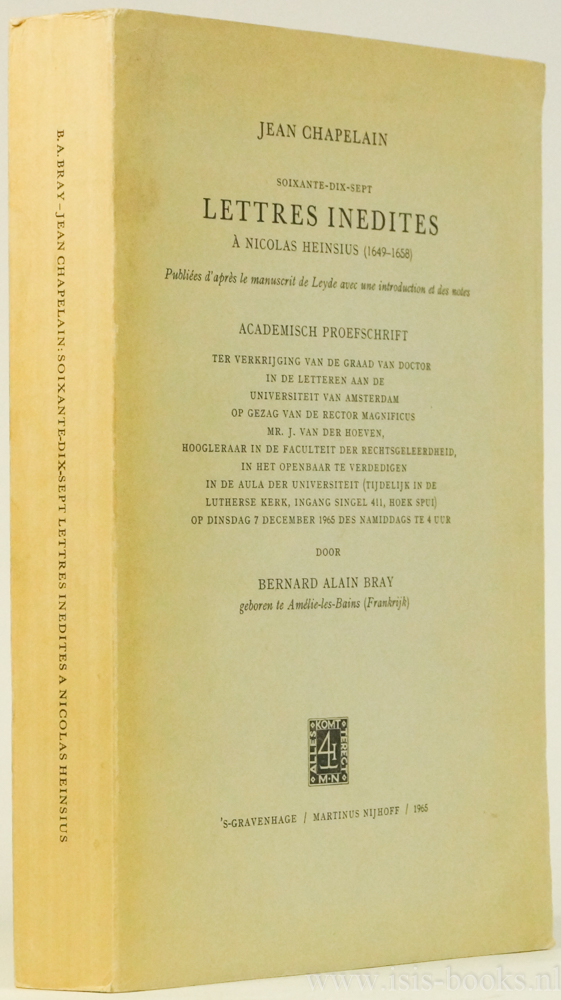 B. A. BRAY – JEAN CHAPELAIN: SOIXANTE-DIX-SEPT LETTRES INEDITES A NICOLAS HEINSIUS
JEAN CHAPELAIN
SOIXANTE-DIX-SEPT
LETTRES INEDITES
À NICOLAS HEINSIUS (1649–1658)
Publiées d'après le manuscrit de Leyde avec une introduction et des notes
ACADEMISCH PROEFSCHRIFT
TER VERKRIJGING VAN DE GRAAD VAN DOCTOR
IN DE LETTEREN AAN DE
UNIVERSITEIT VAN AMSTERDAM
OP GEZAG VAN DE RECTOR MAGNIFICUS
MR. J. VAN DER HOEVEN,
HOOGLERAAR IN DE FACULTEIT DER RECHTSGELEERDHEID,
IN HET OPENBAAR TE VERDEDIGEN
IN DE AULA DER UNIVERSITEIT (TIJDELIJK IN DE
LUTHERSE KERK, INGANG SINGEL 411, HOEK SPUI)
OP DINSDAG 7 DECEMBER 1965 DES NAMIDDAGS TE 4 UUR
DOOR
BERNARD ALAIN BRAY
geboren te Amélie-les-Bains (Frankrijk)
ALLES
KOMT
TERECHT
M·N
'S-GRAVENHAGE / MARTINUS NIJHOFF / 1965
www.isis-books.nl